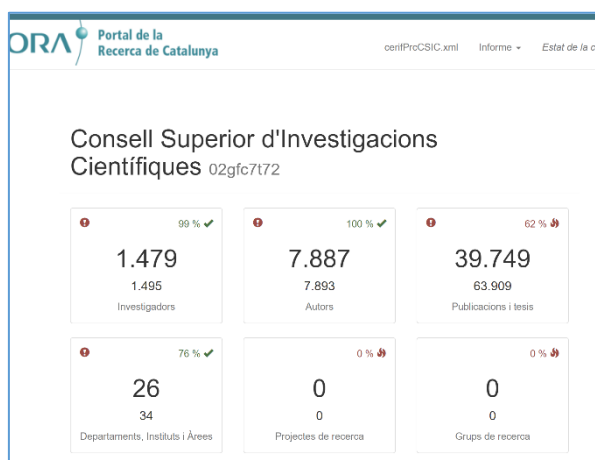 ORA
Portal de la
Recerca de Catalunya
cerifPrcCSIC.xml Informe Estat de la
Consell Superior d'Investigacions
Científiques 02gfc7t72
99 %
1.479
1.495
Investigadors
100 %
7.887
7.893
Autors
62 %
39.749
63.909
Publicacions i tesis
76 %
26
34
Departaments, Instituts i Àrees
0 %
0
0
Projectes de recerca
0 %
0
0
Grups de recerca